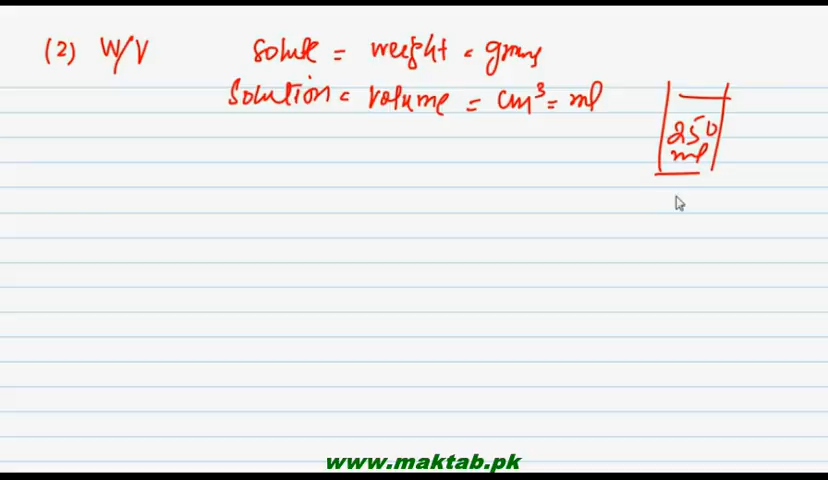 (2) W/V solute = weight = grams
Solution = volume = cm³ = ml
250
ml
www.maktab.pk